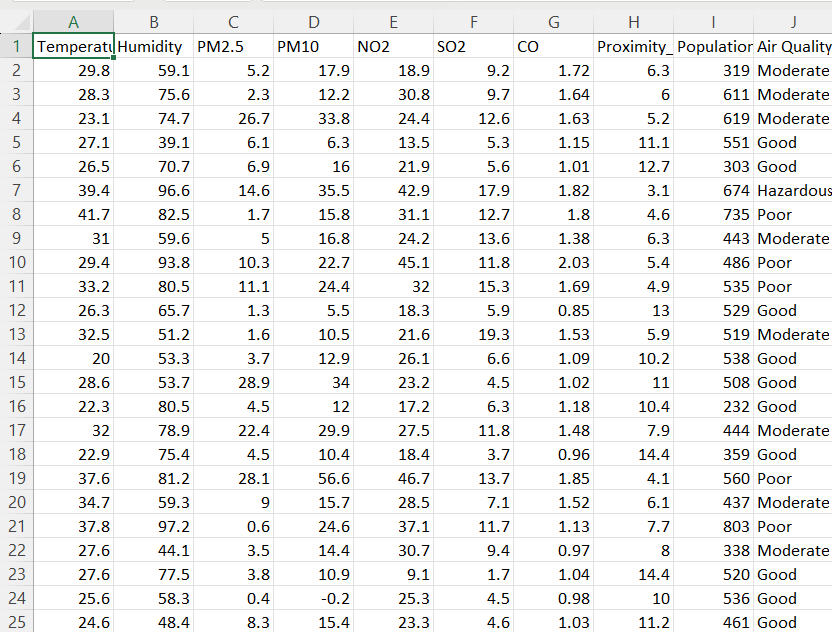 A B C D E F G H I J
1 Temperatu Humidity PM2.5 PM10 NO2 SO2 CO Proximity_ Population Air Quality
2 29.8 59.1 5.2 17.9 18.9 9.2 1.72 6.3 319 Moderate
3 28.3 75.6 2.3 12.2 30.8 9.7 1.64 6 611 Moderate
4 23.1 74.7 26.7 33.8 24.4 12.6 1.63 5.2 619 Moderate
5 27.1 39.1 6.1 6.3 13.5 5.3 1.15 11.1 551 Good
6 26.5 70.7 6.9 16 21.9 5.6 1.01 12.7 303 Good
7 39.4 96.6 14.6 35.5 42.9 17.9 1.82 3.1 674 Hazardous
8 41.7 82.5 1.7 15.8 31.1 12.7 1.8 4.6 735 Poor
9 31 59.6 5 16.8 24.2 13.6 1.38 6.3 443 Moderate
10 29.4 93.8 10.3 22.7 45.1 11.8 2.03 5.4 486 Poor
11 33.2 80.5 11.1 24.4 32 15.3 1.69 4.9 535 Poor
12 26.3 65.7 1.3 5.5 18.3 5.9 0.85 13 529 Good
13 32.5 51.2 1.6 10.5 21.6 19.3 1.53 5.9 519 Moderate
14 20 53.3 3.7 12.9 26.1 6.6 1.09 10.2 538 Good
15 28.6 53.7 28.9 34 23.2 4.5 1.02 11 508 Good
16 22.3 80.5 4.5 12 17.2 6.3 1.18 10.4 232 Good
17 32 78.9 22.4 29.9 27.5 11.8 1.48 7.9 444 Moderate
18 22.9 75.4 4.5 10.4 18.4 3.7 0.96 14.4 359 Good
19 37.6 81.2 28.1 56.6 46.7 13.7 1.85 4.1 560 Poor
20 34.7 59.3 9 15.7 28.5 7.1 1.52 6.1 437 Moderate
21 37.8 97.2 0.6 24.6 37.1 11.7 1.13 7.7 803 Poor
22 27.6 44.1 3.5 14.4 30.7 9.4 0.97 8 338 Moderate
23 27.6 77.5 3.8 10.9 9.1 1.7 1.04 14.4 520 Good
24 25.6 58.3 0.4 -0.2 25.3 4.5 0.98 10 536 Good
25 24.6 48.4 8.3 15.4 23.3 4.6 1.03 11.2 461 Good